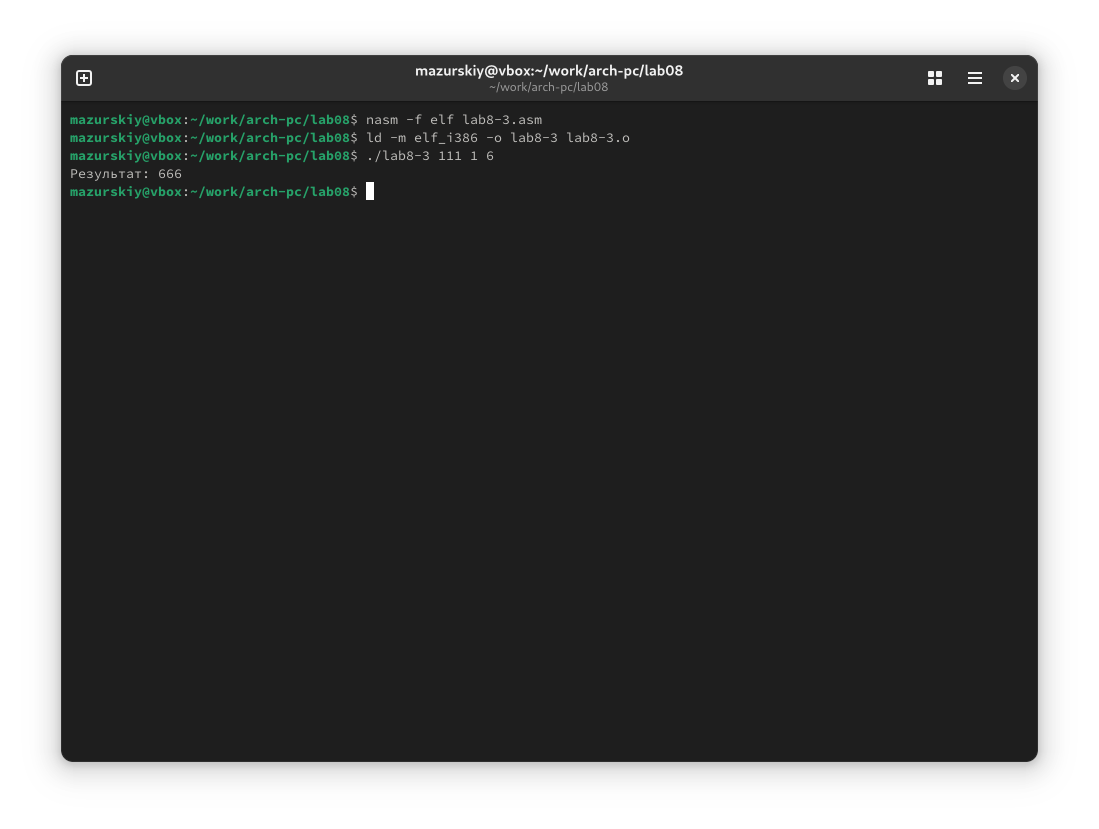 mazurskiy@vbox:~/work/arch-pc/lab08
~/work/arch-pc/lab08
mazurskiy@vbox:~/work/arch-pc/lab08$ nasm -f elf lab8-3.asm
mazurskiy@vbox:~/work/arch-pc/lab08$ ld -m elf_i386 -o lab8-3 lab8-3.o
mazurskiy@vbox:~/work/arch-pc/lab08$ ./lab8-3 111 1 6
Результат: 666
mazurskiy@vbox:~/work/arch-pc/lab08$